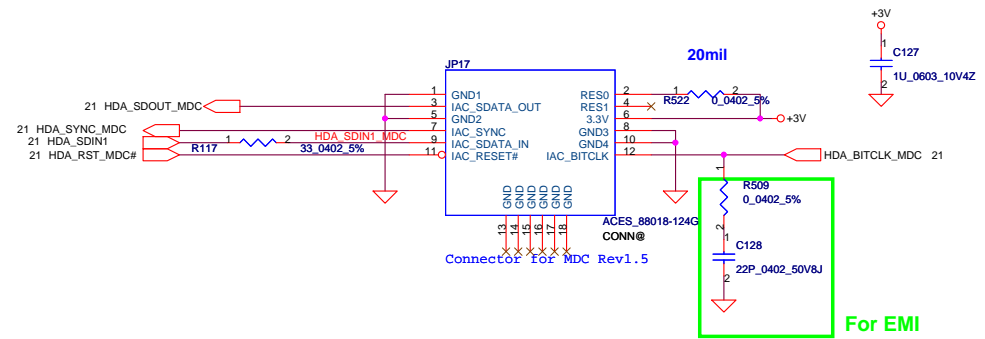 +3V
1
C127
1U_0603_10V4Z
2
20mil
JP17
1 GND1 RES0 2
3 IAC_SDATA_OUT RES1 4
5 GND2 3.3V 6
7 IAC_SYNC GND3 8
9 IAC_SDATA_IN GND4 10
11 IAC_RESET# IAC_BITCLK 12
21 HDA_SDOUT_MDC
21 HDA_SYNC_MDC
21 HDA_SDIN1
21 HDA_RST_MDC#
1 2
R117 33_0402_5%
HDA_SDIN1_MDC
1 2
R522 0_0402_5%
+3V
HDA_BITCLK_MDC 21
GND GND GND GND GND GND
13 14 15 16 17 18
ACES_88018-124G
CONN@
Connector for MDC Rev1.5
1
R509
0_0402_5%
2
1
C128
22P_0402_50V8J
2
For EMI